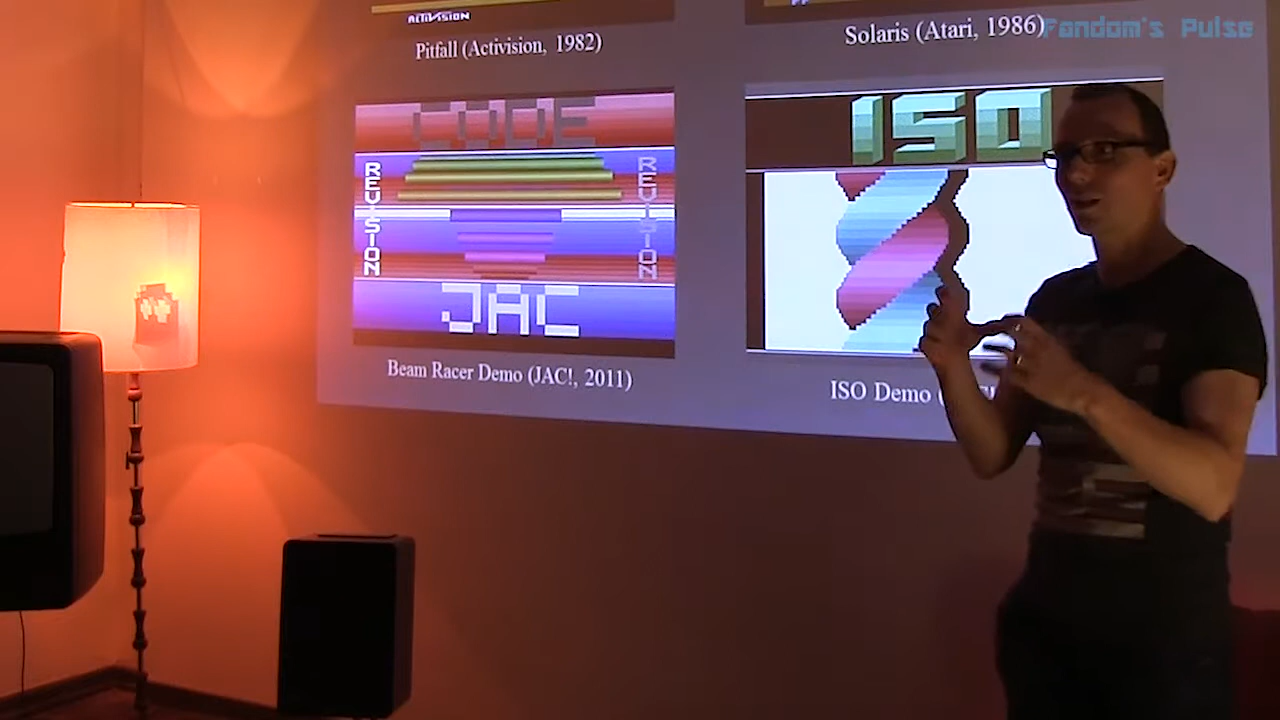 ACTIVISION
Pitfall (Activision, 1982)
Solaris (Atari, 1986)
Fandom's Pulse
CODE
REVISION
REVISION
JAC
ISO
Beam Racer Demo (JAC!, 2011)
ISO Demo (